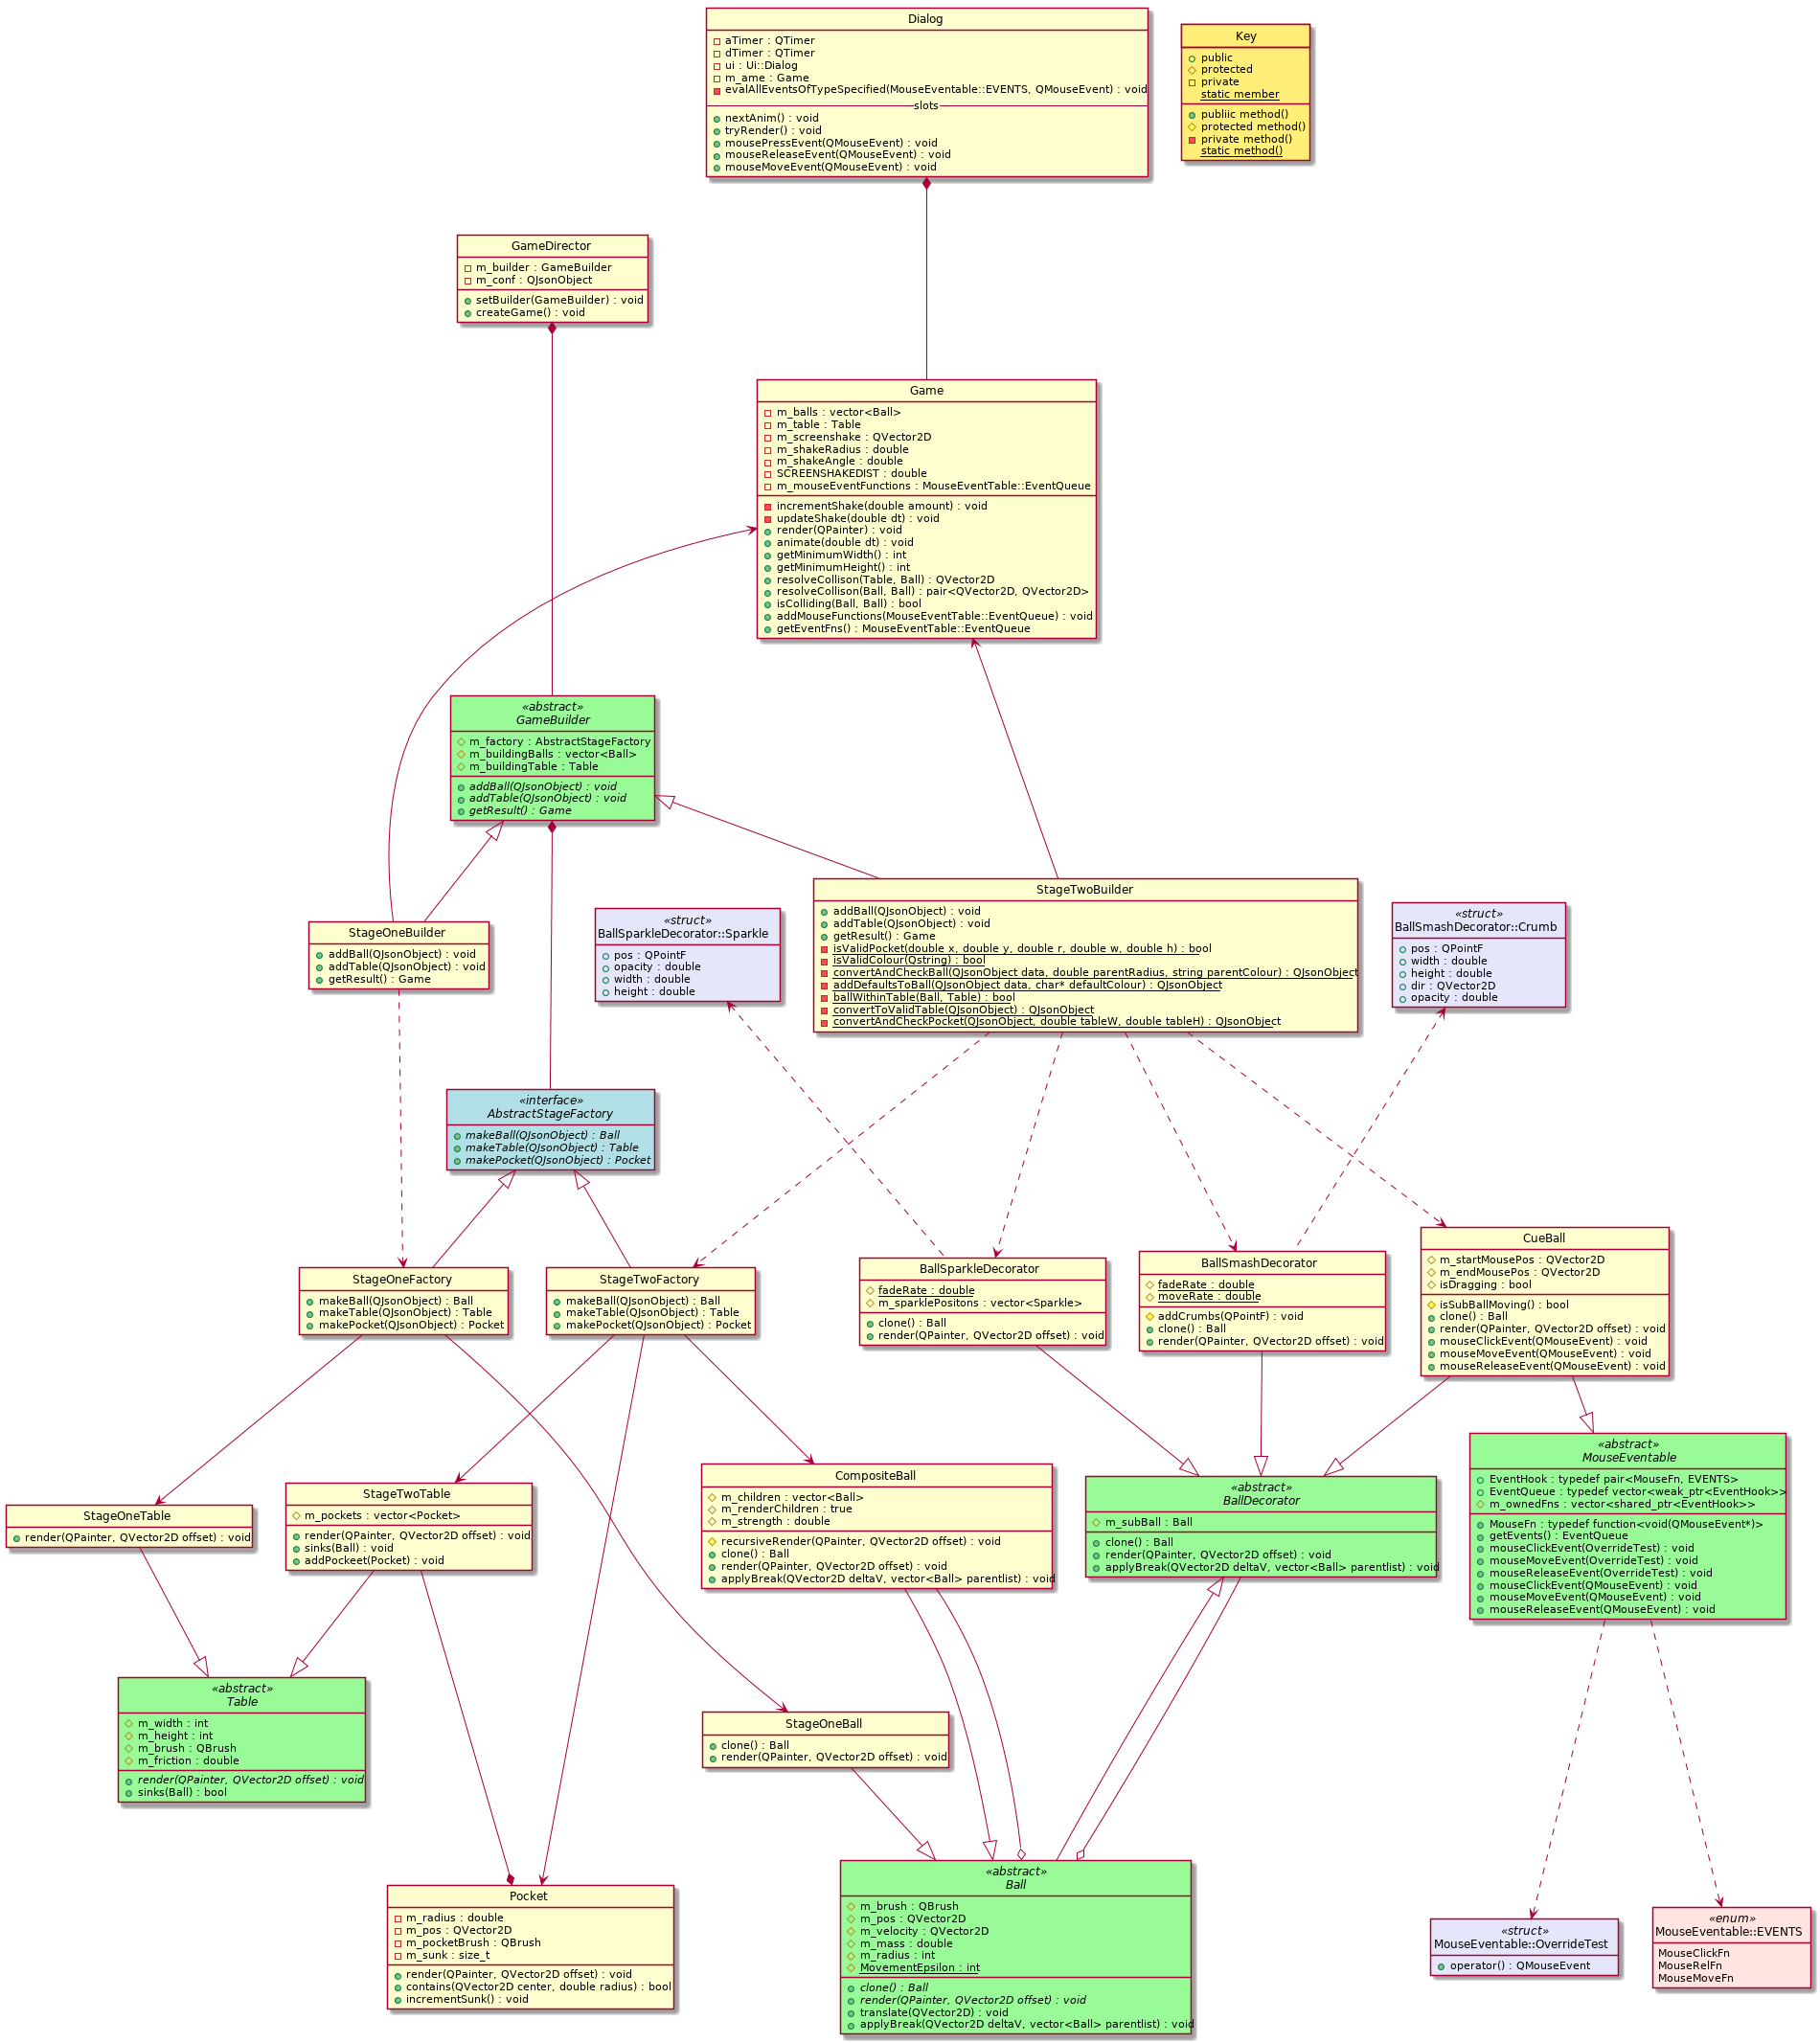 Dialog
aTimer : QTimer
dTimer : QTimer
ui : Ui::Dialog
m_ame : Game
evalAllEventsOfTypeSpecified(MouseEventable::EVENTS, QMouseEvent) : void
slots
nextAnim() : void
tryRender() : void
mousePressEvent(QMouseEvent) : void
mouseReleaseEvent(QMouseEvent) : void
mouseMoveEvent(QMouseEvent) : void
Key
public
protected
private
static member
publiic method()
protected method()
private method()
static method()
GameDirector
m_builder : GameBuilder
m_conf : QJsonObject
setBuilder(GameBuilder) : void
createGame() : void
Game
m_balls : vector<Ball>
m_table : Table
m_screenshake : QVector2D
m_shakeRadius : double
m_shakeAngle : double
SCREENSHAKEDIST : double
m_mouseEventFunctions : MouseEventTable::EventQueue
incrementShake(double amount) : void
updateShake(double dt) : void
render(QPainter) : void
animate(double dt) : void
getMinimumWidth() : int
getMinimumHeight() : int
resolveCollison(Table, Ball) : QVector2D
resolveCollison(Ball, Ball) : pair<QVector2D, QVector2D>
isColliding(Ball, Ball) : bool
addMouseFunctions(MouseEventTable::EventQueue) : void
getEventFns() : MouseEventTable::EventQueue
«abstract»
GameBuilder
m_factory : AbstractStageFactory
m_buildingBalls : vector<Ball>
m_buildingTable : Table
addBall(QJsonObject) : void
addTable(QJsonObject) : void
getResult() : Game
StageOneBuilder
addBall(QJsonObject) : void
addTable(QJsonObject) : void
getResult() : Game
«struct»
BallSparkleDecorator::Sparkle
pos : QPointF
opacity : double
width : double
height : double
StageTwoBuilder
addBall(QJsonObject) : void
addTable(QJsonObject) : void
getResult() : Game
isValidPocket(double x, double y, double r, double w, double h) : bool
isValidColour(Qstring) : bool
convertAndCheckBall(QJsonObject data, double parentRadius, string parentColour) : QJsonObject
addDefaultsToBall(QJsonObject data, char* defaultColour) : QJsonObject
ballWithinTable(Ball, Table) : bool
convertToValidTable(QJsonObject) : QJsonObject
convertAndCheckPocket(QJsonObject, double tableW, double tableH) : QJsonObject
«struct»
BallSmashDecorator::Crumb
pos : QPointF
width : double
height : double
dir : QVector2D
opacity : double
«interface»
AbstractStageFactory
makeBall(QJsonObject) : Ball
makeTable(QJsonObject) : Table
makePocket(QJsonObject) : Pocket
StageOneFactory
makeBall(QJsonObject) : Ball
makeTable(QJsonObject) : Table
makePocket(QJsonObject) : Pocket
StageTwoFactory
makeBall(QJsonObject) : Ball
makeTable(QJsonObject) : Table
makePocket(QJsonObject) : Pocket
BallSparkleDecorator
fadeRate : double
m_sparklePositons : vector<Sparkle>
clone() : Ball
render(QPainter, QVector2D offset) : void
BallSmashDecorator
fadeRate : double
moveRate : double
addCrumbs(QPointF) : void
clone() : Ball
render(QPainter, QVector2D offset) : void
CueBall
m_startMousePos : QVector2D
m_endMousePos : QVector2D
isDragging : bool
isSubBallMoving() : bool
clone() : Ball
render(QPainter, QVector2D offset) : void
mouseClickEvent(QMouseEvent) : void
mouseMoveEvent(QMouseEvent) : void
mouseReleaseEvent(QMouseEvent) : void
StageOneTable
render(QPainter, QVector2D offset) : void
StageTwoTable
m_pockets : vector<Pocket>
render(QPainter, QVector2D offset) : void
sinks(Ball) : void
addPockeet(Pocket) : void
CompositeBall
m_children : vector<Ball>
m_renderChildren : true
m_strength : double
recursiveRender(QPainter, QVector2D offset) : void
clone() : Ball
render(QPainter, QVector2D offset) : void
applyBreak(QVector2D deltaV, vector<Ball> parentlist) : void
«abstract»
BallDecorator
m_subBall : Ball
clone() : Ball
render(QPainter, QVector2D offset) : void
applyBreak(QVector2D deltaV, vector<Ball> parentlist) : void
«abstract»
MouseEventable
EventHook : typedef pair<MouseFn, EVENTS>
EventQueue : typedef vector<weak_ptr<EventHook>>
m_ownedFns : vector<shared_ptr<EventHook>>
MouseFn : typedef function<void(QMouseEvent*)>
getEvents() : EventQueue
mouseClickEvent(OverrideTest) : void
mouseMoveEvent(OverrideTest) : void
mouseReleaseEvent(OverrideTest) : void
mouseClickEvent(QMouseEvent) : void
mouseMoveEvent(QMouseEvent) : void
mouseReleaseEvent(QMouseEvent) : void
«abstract»
Table
m_width : int
m_height : int
m_brush : QBrush
m_friction : double
render(QPainter, QVector2D offset) : void
sinks(Ball) : bool
StageOneBall
clone() : Ball
render(QPainter, QVector2D offset) : void
Pocket
m_radius : double
m_pos : QVector2D
m_pocketBrush : QBrush
m_sunk : size_t
render(QPainter, QVector2D offset) : void
contains(QVector2D center, double radius) : bool
incrementSunk() : void
«abstract»
Ball
m_brush : QBrush
m_pos : QVector2D
m_velocity : QVector2D
m_mass : double
m_radius : int
MovementEpsilon : int
clone() : Ball
render(QPainter, QVector2D offset) : void
translate(QVector2D) : void
applyBreak(QVector2D deltaV, vector<Ball> parentlist) : void
«struct»
MouseEventable::OverrideTest
operator() : QMouseEvent
«enum»
MouseEventable::EVENTS
MouseClickFn
MouseRelFn
MouseMoveFn